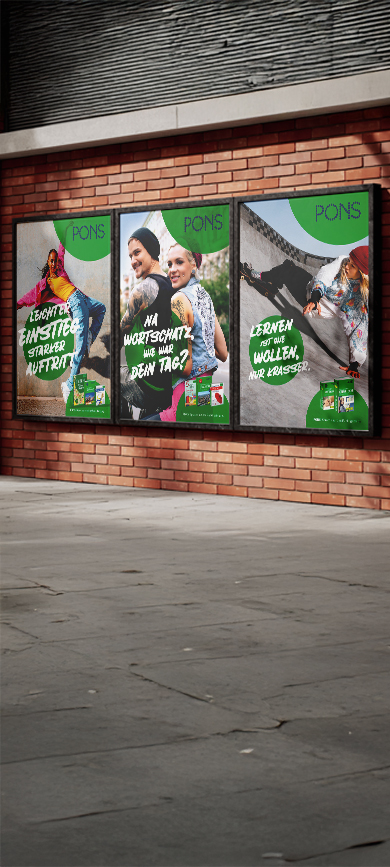 PONS
LEICHTER
EINSTIEG,
STARKER
AUFTRITT.
PONS
NA
WORTSCHATZ,
WIE WAR
DEIN TAG?
PONS
LERNEN
IST WIE
WOLLEN,
NUR KRASSER.